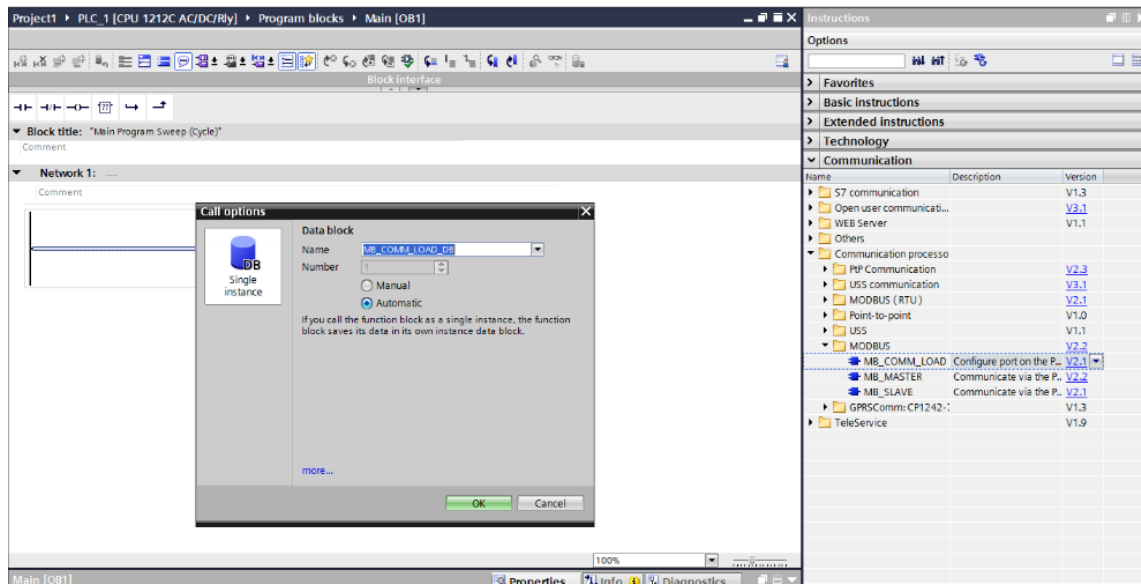 Project1 ▸ PLC_1 [CPU 1212C AC/DC/Rly] ▸ Program blocks ▸ Main [OB1]
Block interface
Block title: "Main Program Sweep (Cycle)"
Comment
Network 1: .....
Comment
Call options
Data block
Name MB_COMM_LOAD_DB
Number 1
Manual
Automatic
DB
Single
instance
If you call the function block as a single instance, the function
block saves its data in its own instance data block.
more...
OK Cancel
100%
Main [OB1]
Properties Info Diagnostics
Instructions
Options
Favorites
Basic instructions
Extended instructions
Technology
Communication
Name Description Version
S7 communication V1.3
Open user communicati... V3.1
WEB Server V1.1
Others
Communication processo
PtP Communication V2.3
USS communication V3.1
MODBUS (RTU) V2.1
Point-to-point V1.0
USS V1.1
MODBUS V2.2
MB_COMM_LOAD Configure port on the P... V2.1
MB_MASTER Communicate via the P.. V2.2
MB_SLAVE Communicate via the P.. V2.1
GPRSComm: CP1242-7 V1.3
TeleService V1.9